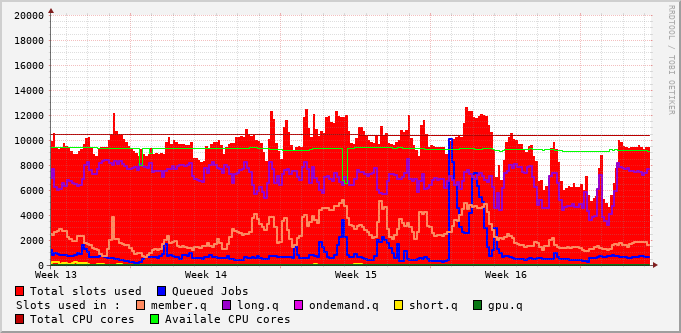 20000
18000
16000
14000
12000
10000
8000
6000
4000
2000
0
Week 13 Week 14 Week 15 Week 16
Total slots used Queued Jobs
Slots used in : member.q long.q ondemand.q short.q gpu.q
Total CPU cores Availale CPU cores
RRDTOOL / TOBI OETIKER